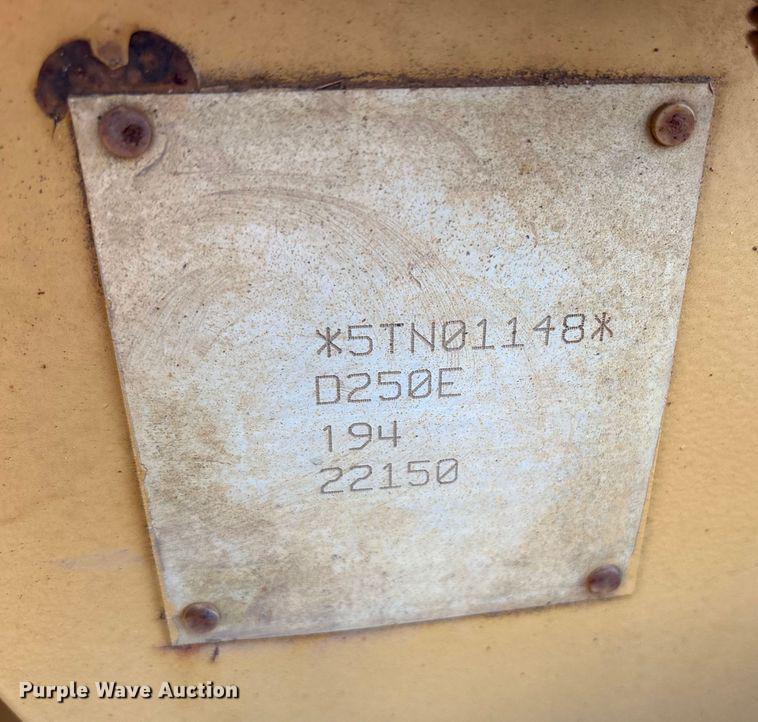 *5TN01148*
D250E
194
22150
Purple Wave Auction